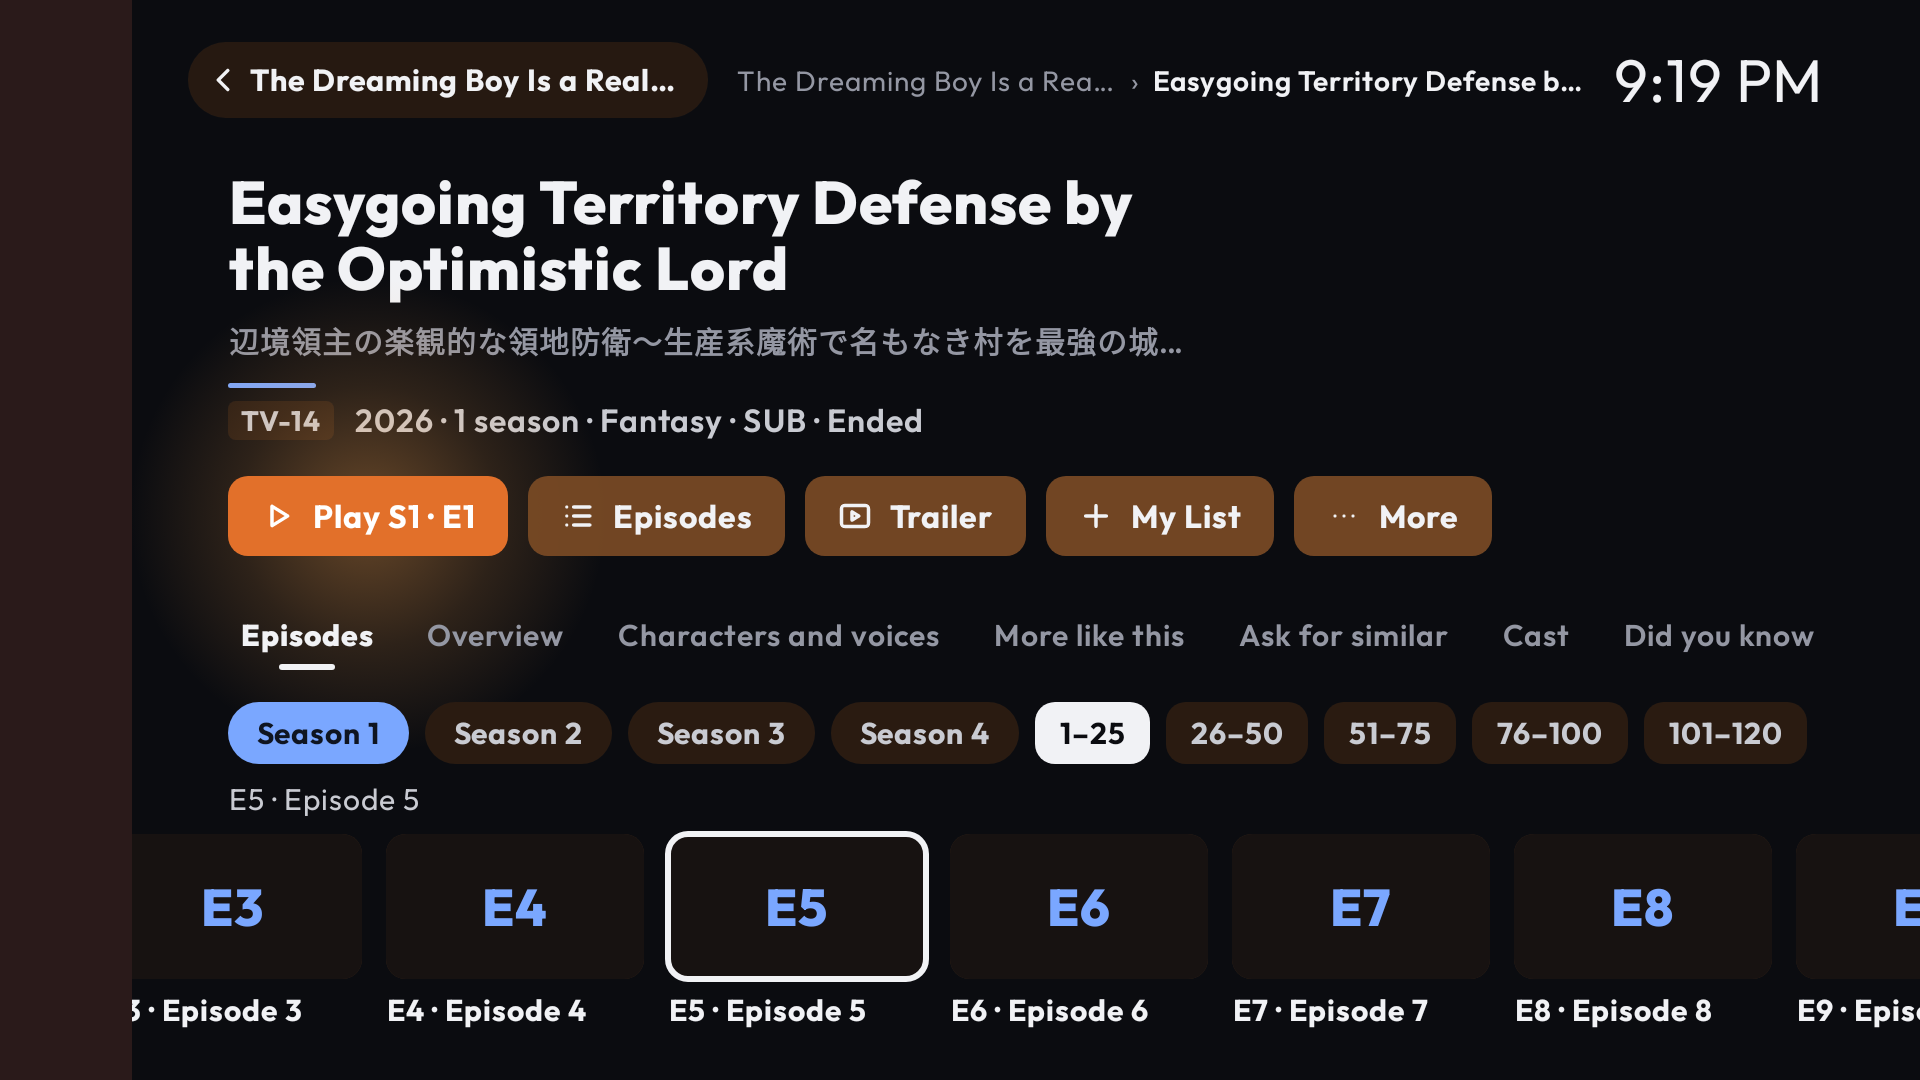 The Dreaming Boy Is a Real...
The Dreaming Boy Is a Rea... › Easygoing Territory Defense b...
9:19 PM
Easygoing Territory Defense by
the Optimistic Lord
辺境領主の楽観的な領地防衛〜生産系魔術で名もなき村を最強の城...
TV-14 2026 · 1 season · Fantasy · SUB · Ended
Play S1 · E1
Episodes
Trailer
My List
More
Episodes Overview Characters and voices More like this Ask for similar Cast Did you know
Season 1 Season 2 Season 3 Season 4 1–25 26–50 51–75 76–100 101–120
E5 · Episode 5
E3 E4 E5 E6 E7 E8
· Episode 3
E4 · Episode 4
E5 · Episode 5
E6 · Episode 6
E7 · Episode 7
E8 · Episode 8
E9 ·